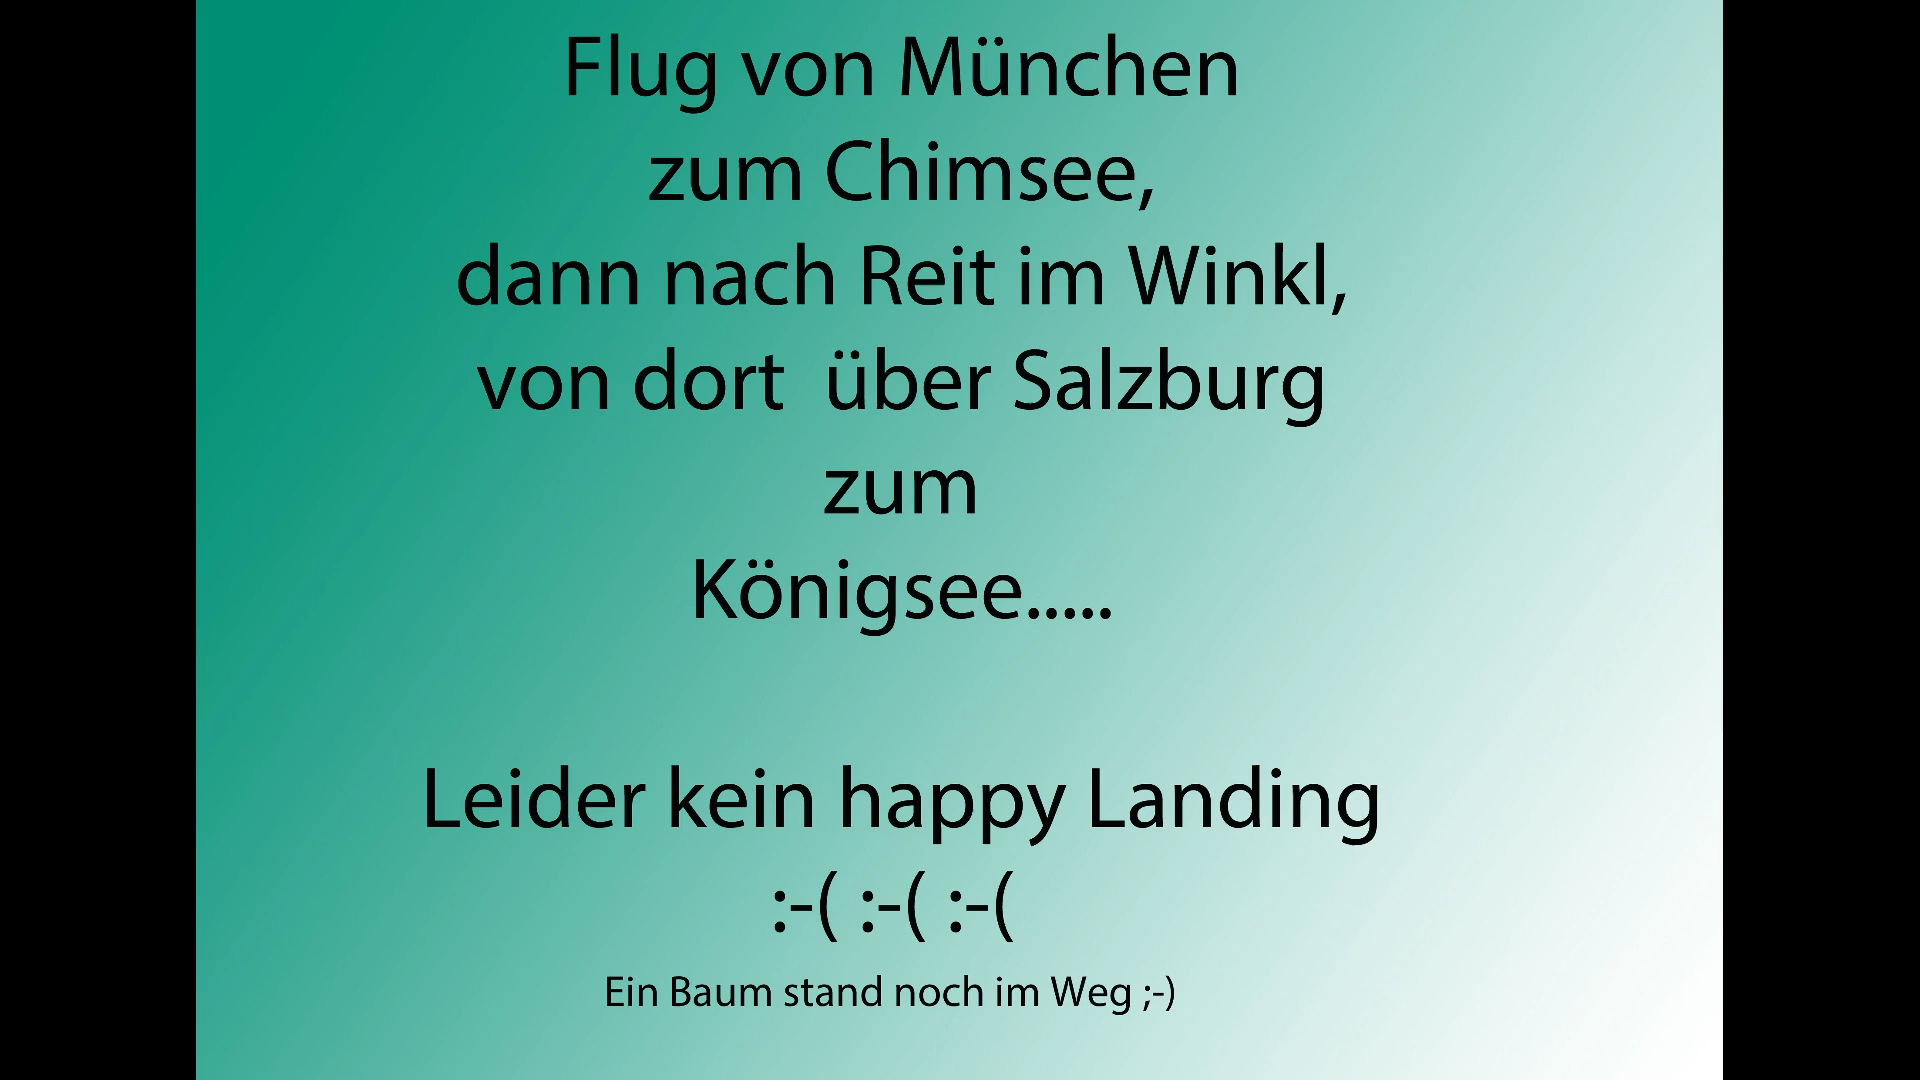 Flug von München
zum Chimsee,
dann nach Reit im Winkl,
von dort  über Salzburg
zum
Königsee.....
Leider kein happy Landing
:-( :-( :-(
Ein Baum stand noch im Weg ;-)